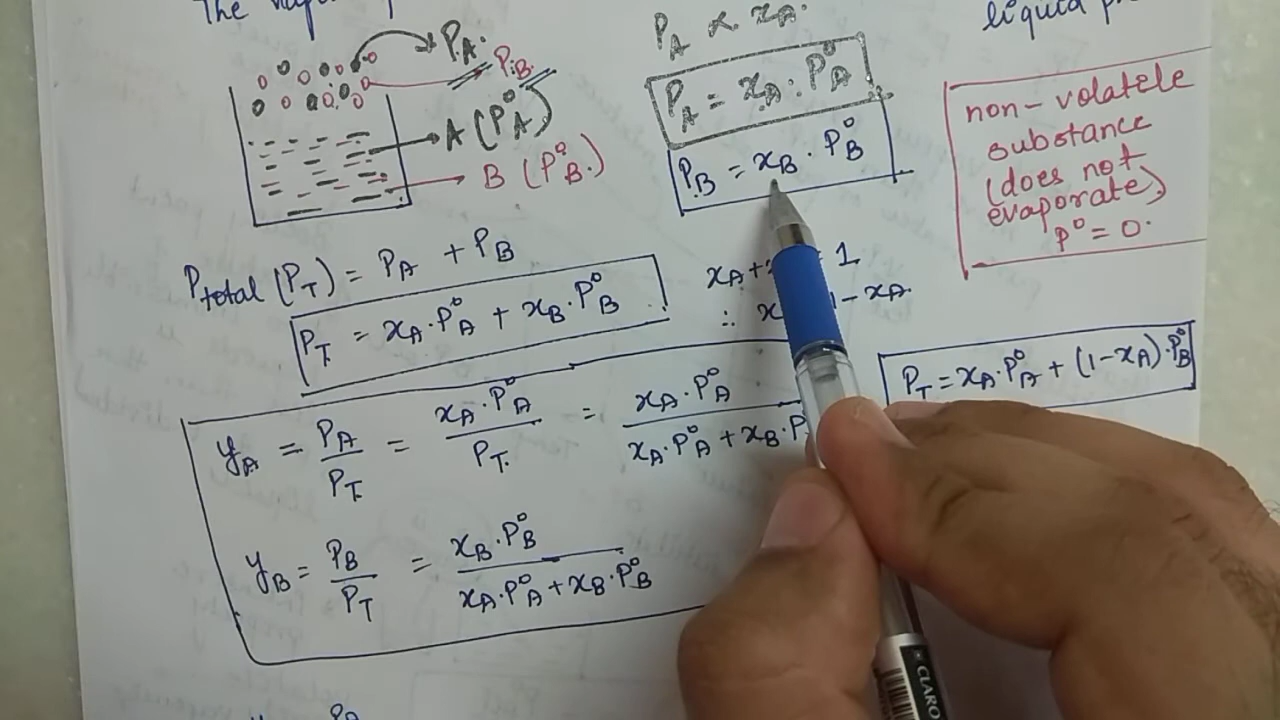 The
P_A ∝ x_A.
P_A.
P_B.
A (P°_A)
B (P°_B.)
P_A = x_A . P°_A
P_B = x_B . P°_B
non-volatele
substance
(does not
evaporate)
P° = 0.
P_total (P_T) = P_A + P_B
P_T = x_A . P°_A + x_B . P°_B
x_A + = 1
∴ x 1 - x_A.
P_T = x_A . P°_A + (1 - x_A) . P°_B
y_A = P_A / P_T = x_A . P°_A / P_T. = x_A . P°_A / x_A . P°_A + x_B . P
y_B = P_B / P_T = x_B . P°_B / x_A . P°_A + x_B . P°_B
CLARO